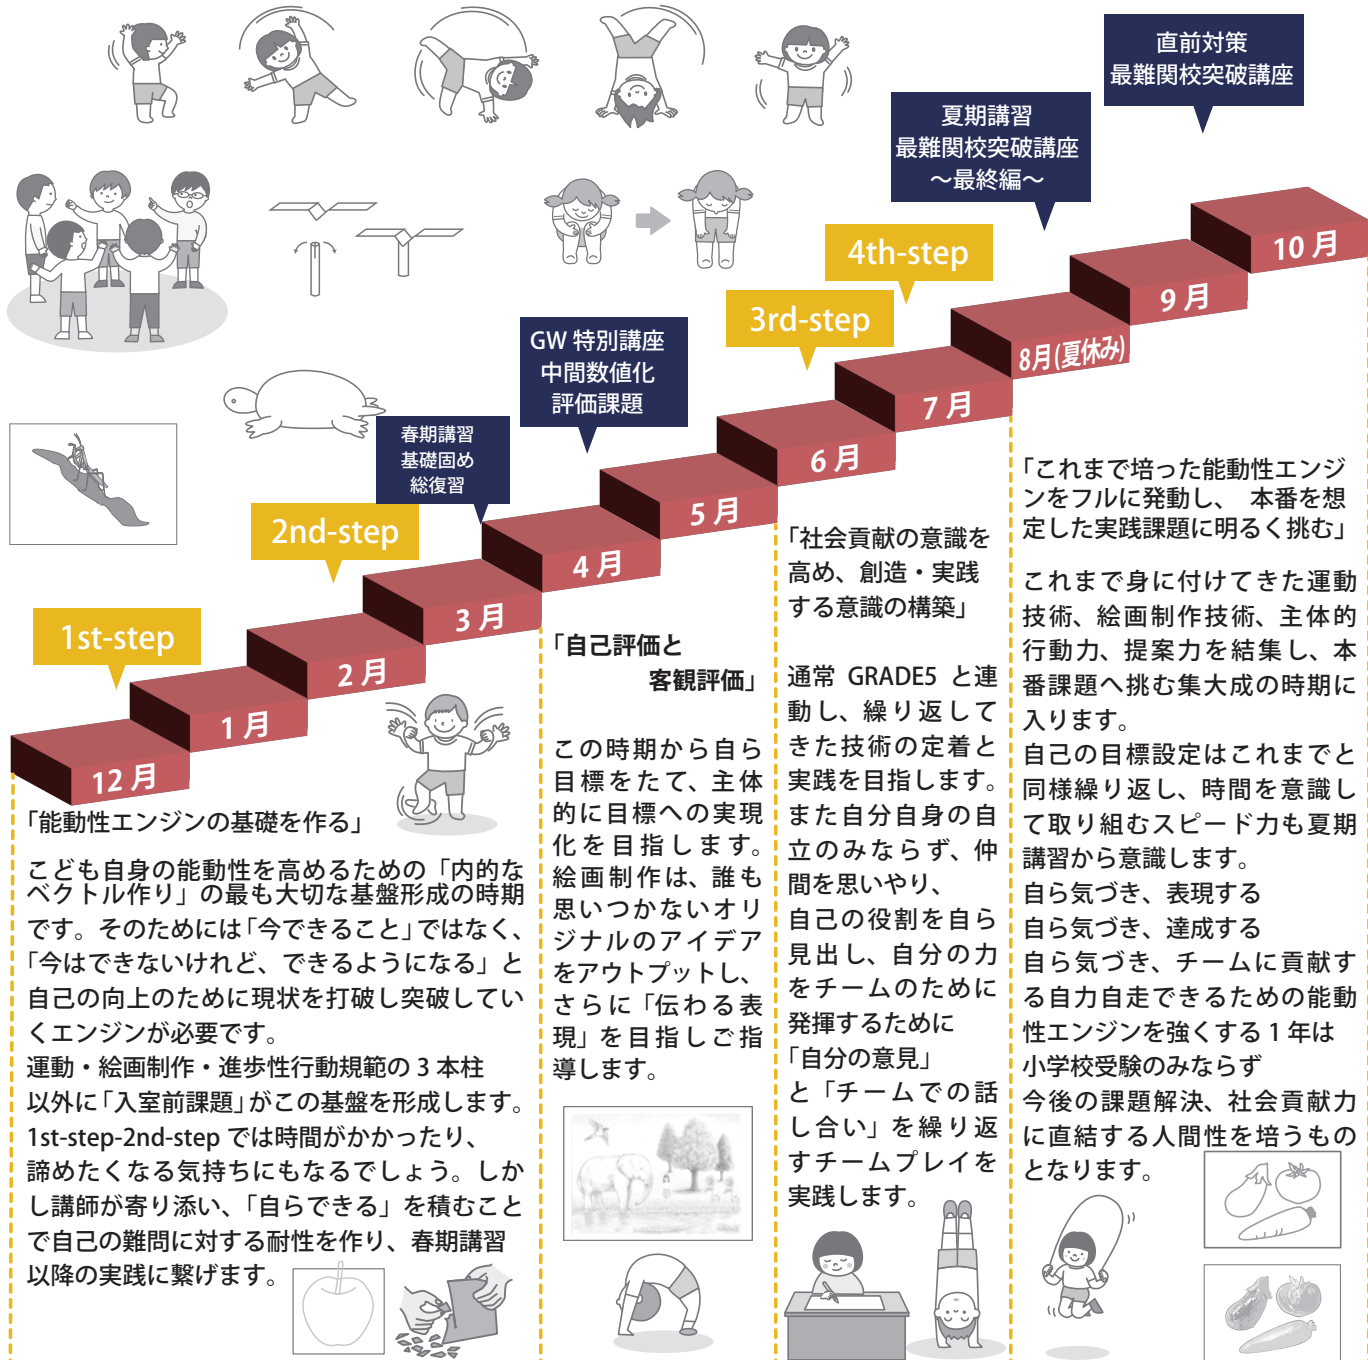 直前対策
最難関校突破講座
夏期講習
最難関校突破講座
～最終編～
4th-step
3rd-step
GW 特別講座
中間数値化
評価課題
春期講習
基礎固め
総復習
2nd-step
1st-step
12 月
1 月
2 月
3 月
4 月
5 月
6 月
7 月
8月(夏休み)
9 月
10 月
「能動性エンジンの基礎を作る」
こども自身の能動性を高めるための「内的な
ベクトル作り」の最も大切な基盤形成の時期
です。そのためには「今できること」ではなく、
「今はできないけれど、できるようになる」と
自己の向上のために現状を打破し突破してい
くエンジンが必要です。
運動・絵画制作・進歩性行動規範の 3 本柱
以外に「入室前課題」がこの基盤を形成します。
1st-step-2nd-step では時間がかかったり、
諦めたくなる気持ちにもなるでしょう。しか
し講師が寄り添い、「自らできる」を積むこと
で自己の難問に対する耐性を作り、春期講習
以降の実践に繋げます。
「自己評価と
客観評価」
この時期から自ら
目標をたて、主体
的に目標への実現
化を目指します。
絵画制作は、誰も
思いつかないオリ
ジナルのアイデア
をアウトプットし、
さらに「伝わる表
現」を目指しご指
導します。
「社会貢献の意識を
高め、創造・実践
する意識の構築」
通常 GRADE5 と連
動し、繰り返して
きた技術の定着と
実践を目指します。
また自分自身の自
立のみならず、仲
間を思いやり、
自己の役割を自ら
見出し、自分の力
をチームのために
発揮するために
「自分の意見」
と「チームでの話
し合い」を繰り返
すチームプレイを
実践します。
「これまで培った能動性エンジ
ンをフルに発動し、 本番を想
定した実践課題に明るく挑む」
これまで身に付けてきた運動
技術、絵画制作技術、主体的
行動力、提案力を結集し、本
番課題へ挑む集大成の時期に
入ります。
自己の目標設定はこれまでと
同様繰り返し、時間を意識し
て取り組むスピード力も夏期
講習から意識します。
自ら気づき、表現する
自ら気づき、達成する
自ら気づき、チームに貢献す
る自力自走できるための能動
性エンジンを強くする 1 年は
小学校受験のみならず
今後の課題解決、社会貢献力
に直結する人間性を培うもの
となります。